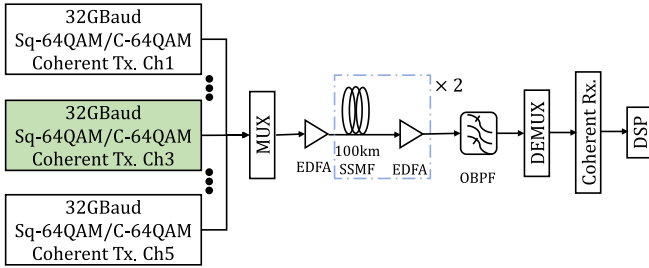 32GBaud
Sq-64QAM/C-64QAM
Coherent Tx. Ch1
32GBaud
Sq-64QAM/C-64QAM
Coherent Tx. Ch3
32GBaud
Sq-64QAM/C-64QAM
Coherent Tx. Ch5
MUX
EDFA
100km
SSMF
EDFA
× 2
OBPF
DEMUX
Coherent Rx.
DSP